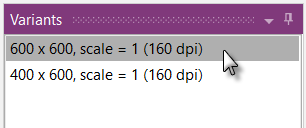 Variants
600 x 600, scale = 1 (160 dpi)
400 x 600, scale = 1 (160 dpi)